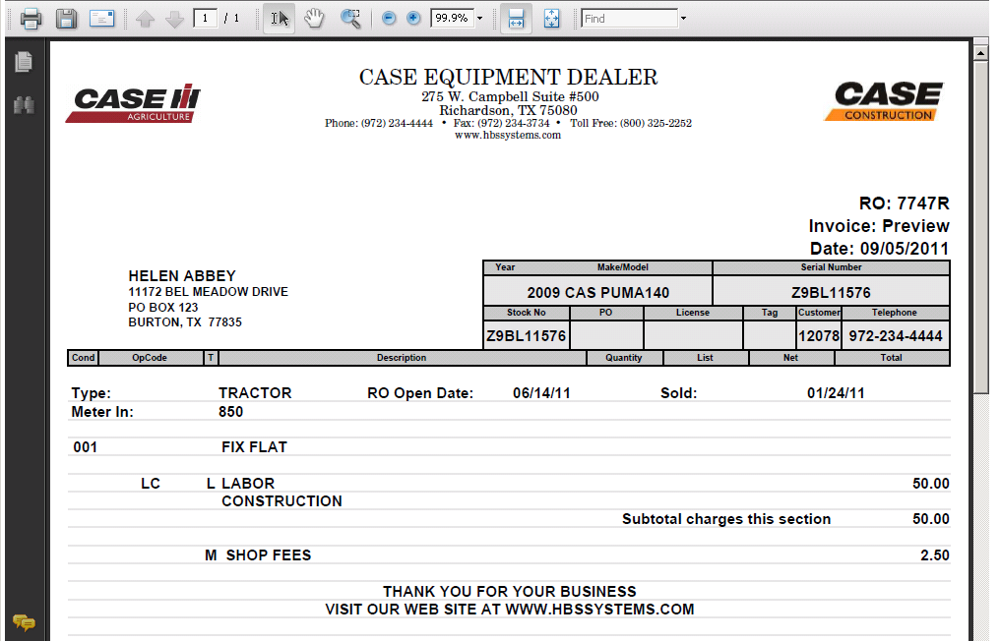 1 / 1 99.9% Find
CASE IH
AGRICULTURE
CASE EQUIPMENT DEALER
275 W. Campbell Suite #500
Richardson, TX 75080
Phone: (972) 234-4444 • Fax: (972) 234-3734 • Toll Free: (800) 325-2252
www.hbssystems.com
CASE
CONSTRUCTION
RO: 7747R
Invoice: Preview
Date: 09/05/2011
HELEN ABBEY
11172 BEL MEADOW DRIVE
PO BOX 123
BURTON, TX 77835
Year Make/Model Serial Number
2009 CAS PUMA140 Z9BL11576
Stock No PO License Tag Customer Telephone
Z9BL11576 12078 972-234-4444
Cond OpCode T Description Quantity List Net Total
Type: TRACTOR RO Open Date: 06/14/11 Sold: 01/24/11
Meter In: 850
001 FIX FLAT
LC L LABOR 50.00
CONSTRUCTION
Subtotal charges this section 50.00
M SHOP FEES 2.50
THANK YOU FOR YOUR BUSINESS
VISIT OUR WEB SITE AT WWW.HBSSYSTEMS.COM